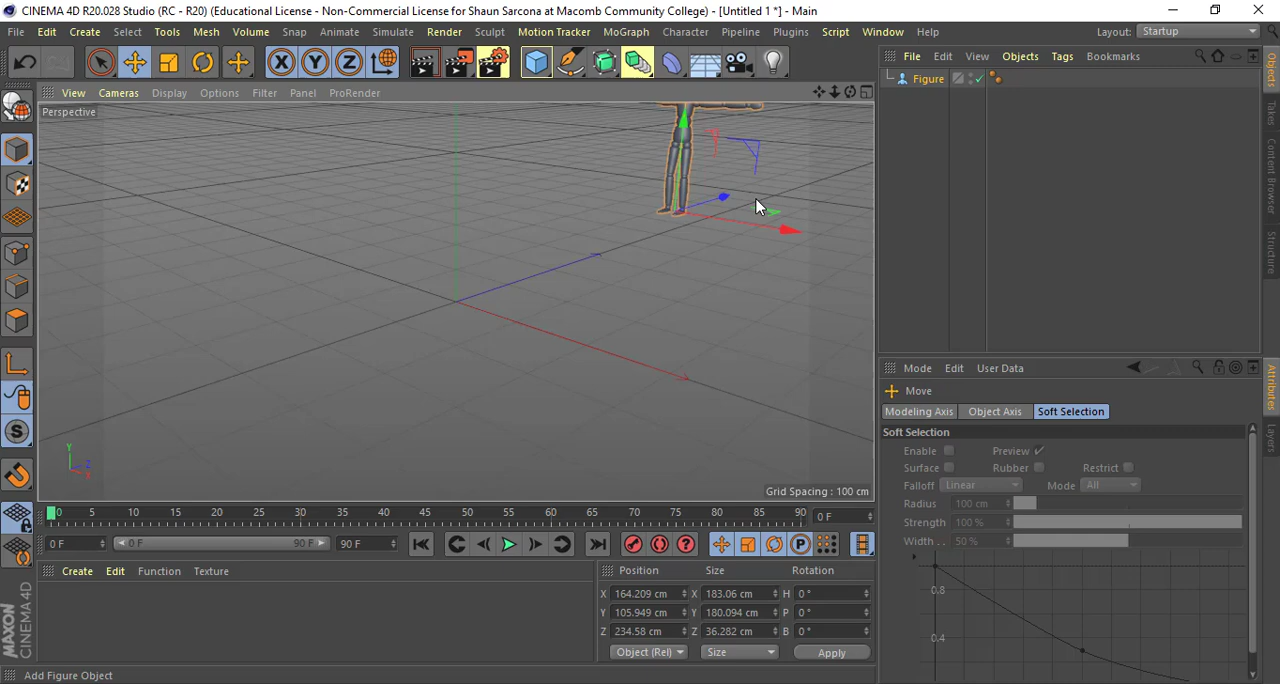 CINEMA 4D R20.028 Studio (RC - R20) (Educational License - Non-Commercial License for Shaun Sarcona at Macomb Community College) - [Untitled 1 *] - Main
File Edit Create Select Tools Mesh Volume Snap Animate Simulate Render Sculpt Motion Tracker MoGraph Character Pipeline Plugins Script Window Help Layout: Startup
X Y Z
File Edit View Objects Tags Bookmarks
Figure
View Cameras Display Options Filter Panel ProRender
Perspective
Y
Z
X
Grid Spacing : 100 cm
Objects
Takes
Content Browser
Structure
Mode Edit User Data
Move
Modeling Axis Object Axis Soft Selection
Soft Selection
Enable Preview
Surface Rubber Restrict
Falloff Linear Mode All
Radius 100 cm
Strength 100 %
Width . . 50 %
0.8
0.4
Attributes
Layers
0 5 10 15 20 25 30 35 40 45 50 55 60 65 70 75 80 85 90 0 F
0 F 0 F 90 F 90 F
Create Edit Function Texture
Position Size Rotation
X 164.209 cm X 183.06 cm H 0 °
Y 105.949 cm Y 180.094 cm P 0 °
Z 234.58 cm Z 36.282 cm B 0 °
Object (Rel) Size Apply
MAXON
CINEMA 4D
Add Figure Object